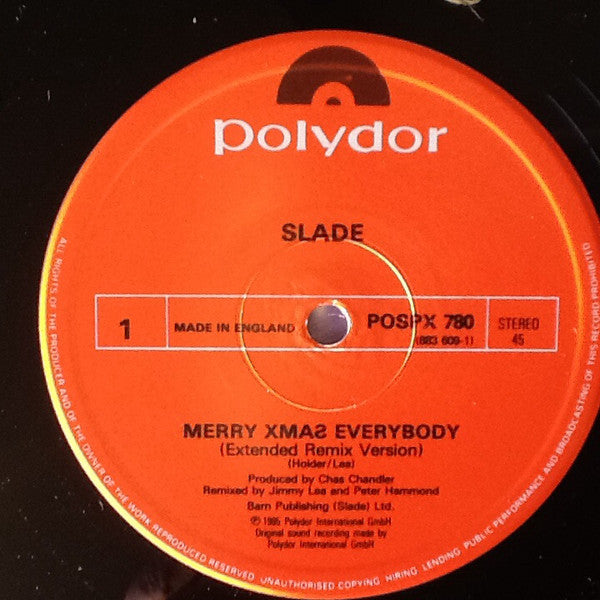 polydor
SLADE
1
MADE IN ENGLAND
POSPX 780
(883 609-1)
STEREO
45
MERRY XMAS EVERYBODY
(Extended Remix Version)
(Holder/Lea)
Produced by Chas Chandler
Remixed by Jimmy Lea and Peter Hammond
Barn Publishing (Slade) Ltd.
℗ 1985 Polydor International GmbH
Original sound recording made by
Polydor International GmbH
ALL RIGHTS OF THE PRODUCER AND OF THE OWNER OF THE WORK REPRODUCED RESERVED. UNAUTHORISED COPYING, HIRING, LENDING, PUBLIC PERFORMANCE AND BROADCASTING OF THIS RECORD PROHIBITED